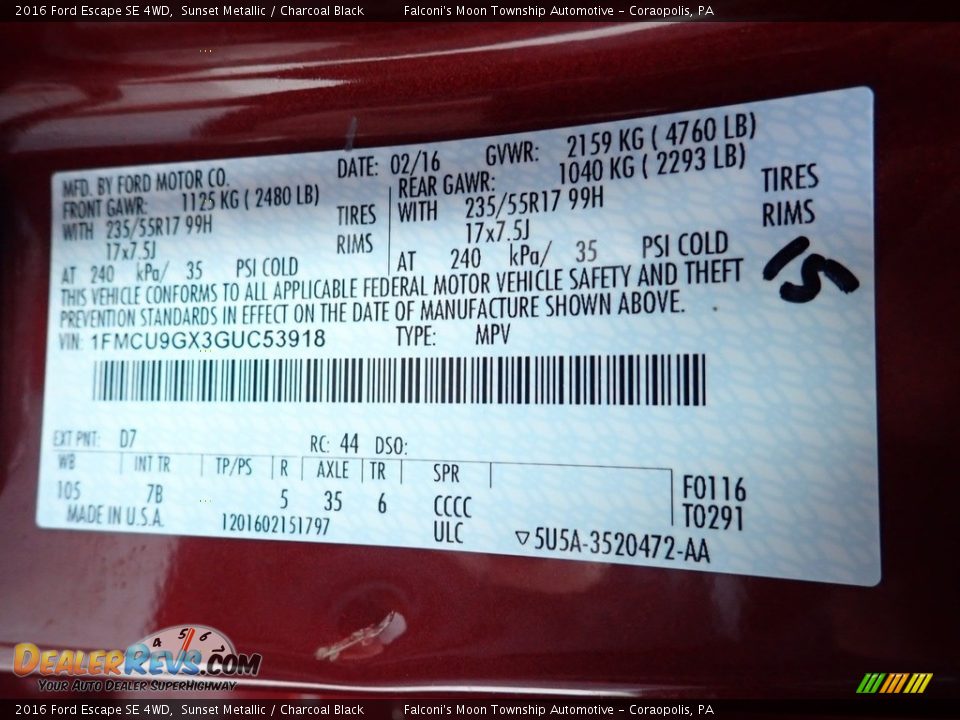 2016 Ford Escape SE 4WD, Sunset Metallic / Charcoal Black Falconi's Moon Township Automotive - Coraopolis, PA
MFD. BY FORD MOTOR CO. DATE: 02/16 GVWR: 2159 KG ( 4760 LB)
FRONT GAWR: 1125 KG ( 2480 LB) REAR GAWR: 1040 KG ( 2293 LB)
WITH 235/55R17 99H TIRES WITH 235/55R17 99H TIRES
17x7.5J RIMS 17x7.5J RIMS
AT 240 kPa/ 35 PSI COLD AT 240 kPa/ 35 PSI COLD
15
THIS VEHICLE CONFORMS TO ALL APPLICABLE FEDERAL MOTOR VEHICLE SAFETY AND THEFT
PREVENTION STANDARDS IN EFFECT ON THE DATE OF MANUFACTURE SHOWN ABOVE.
VIN: 1FMCU9GX3GUC53918 TYPE: MPV
EXT PNT: D7 RC: 44 DSO:
WB INT TR TP/PS R AXLE TR SPR
105 7B 5 35 6 CCCC F0116
MADE IN U.S.A. 1201602151797 ULC T0291
▽5U5A-3520472-AA
4 5 6
DEALERREVS.COM
Your Auto Dealer SuperHighway
2016 Ford Escape SE 4WD, Sunset Metallic / Charcoal Black Falconi's Moon Township Automotive - Coraopolis, PA